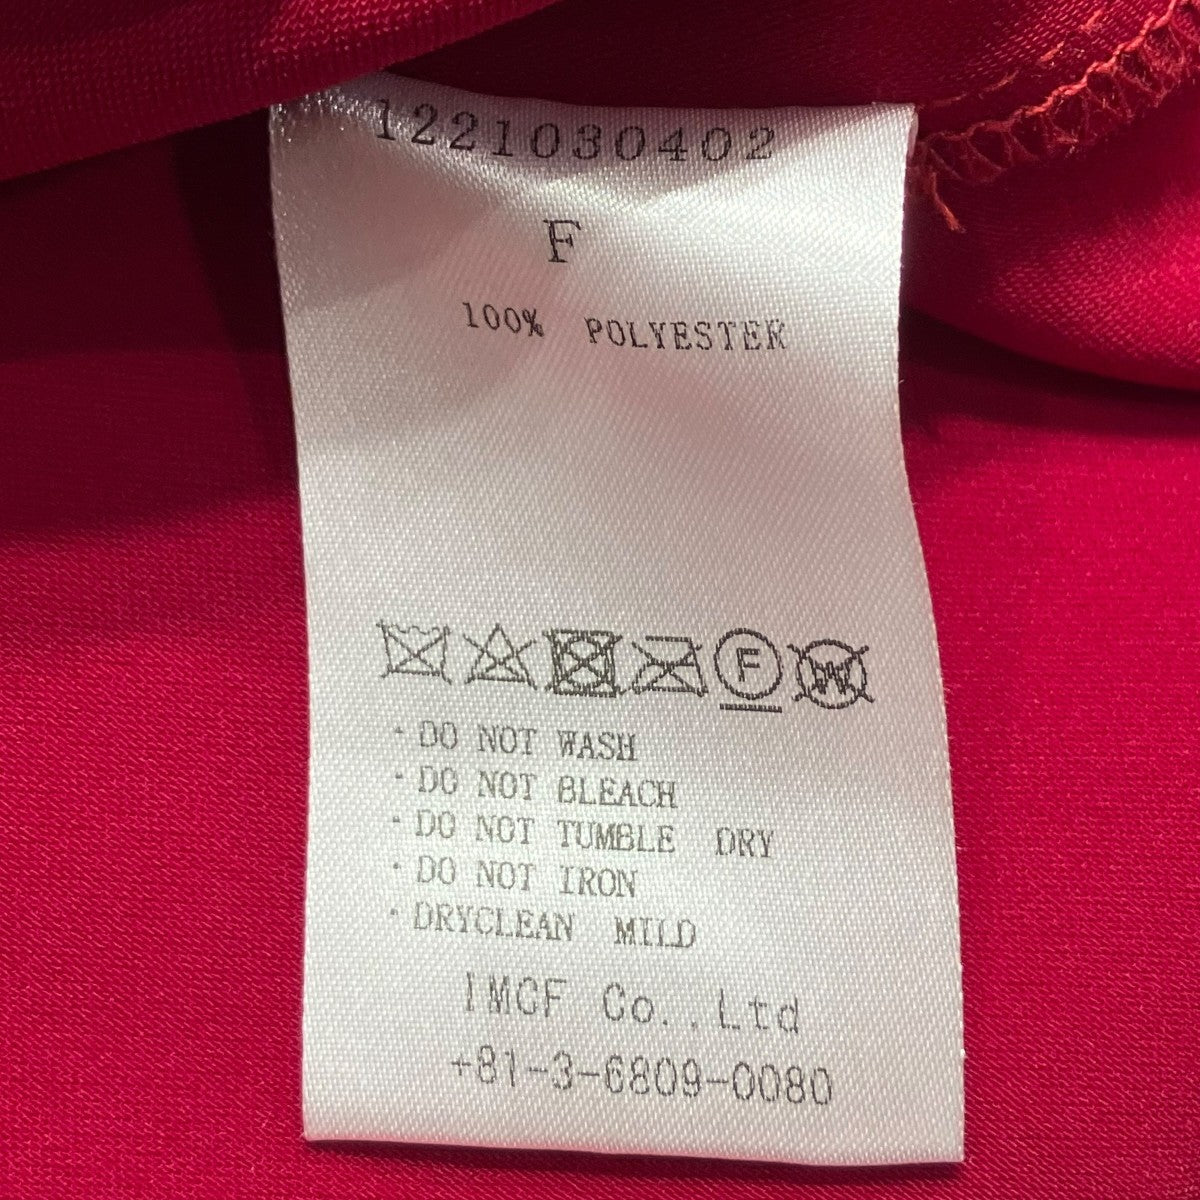 1221030402
F
100% POLYESTER
F W
・DO NOT WASH
・DO NOT BLEACH
・DO NOT TUMBLE DRY
・DO NOT IRON
・DRYCLEAN MILD
IMCF Co.,Ltd
+81-3-6809-0080